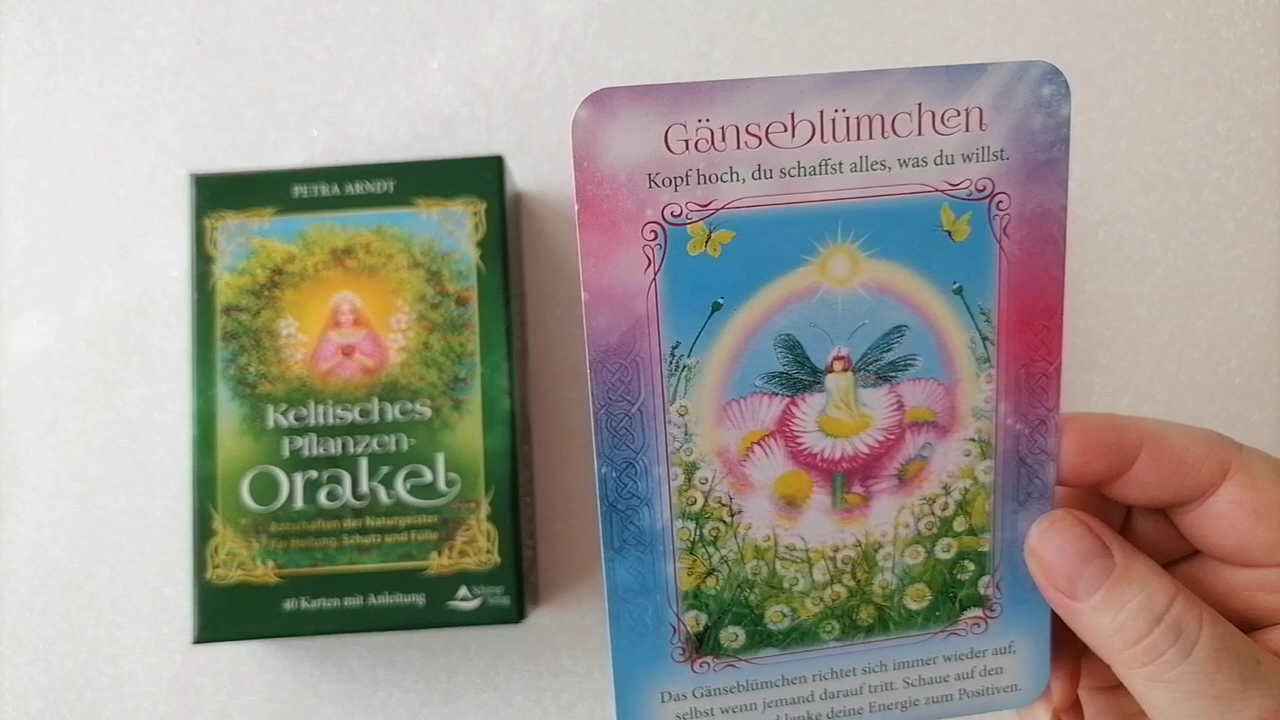 PETRA ARNDT
Keltisches
Pflanzen-
Orakel
Botschaften der Naturgeister
für Heilung, Schutz und Fülle
40 Karten mit Anleitung
Schirner
Verlag
Gänseblümchen
Kopf hoch, du schaffst alles, was du willst.
Das Gänseblümchen richtet sich immer wieder auf,
selbst wenn jemand darauf tritt. Schaue auf den
deine Energie zum Positiven.